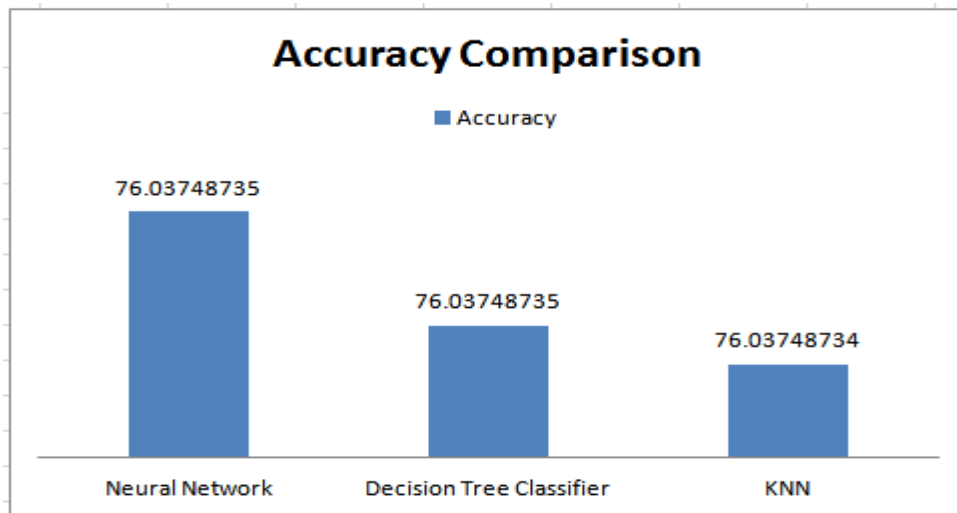 Accuracy Comparison
Accuracy
76.03748735
76.03748735
76.03748734
Neural Network Decision Tree Classifier KNN